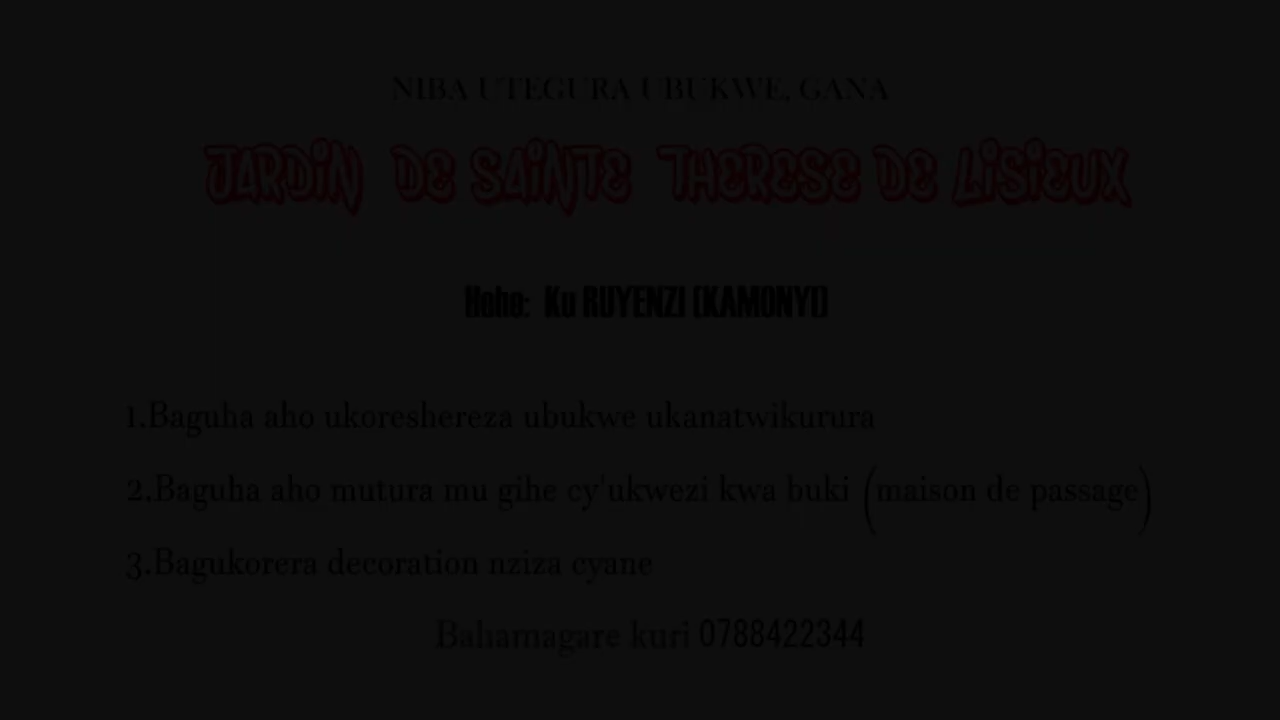 NIBA UTEGURA UBUKWE, GANA
JARDIN DE SAINTE THERESE DE LISIEUX
Hoho: Ku RUYENZI (KAMONYI)
1.Baguha aho ukoreshereza ubukwe ukanatwikurura
2.Baguha aho mutura mu gihe cy'ukwezi kwa buki (maison de passage)
3.Bagukorera decoration nziza cyane
Bahamagare kuri 0788422344